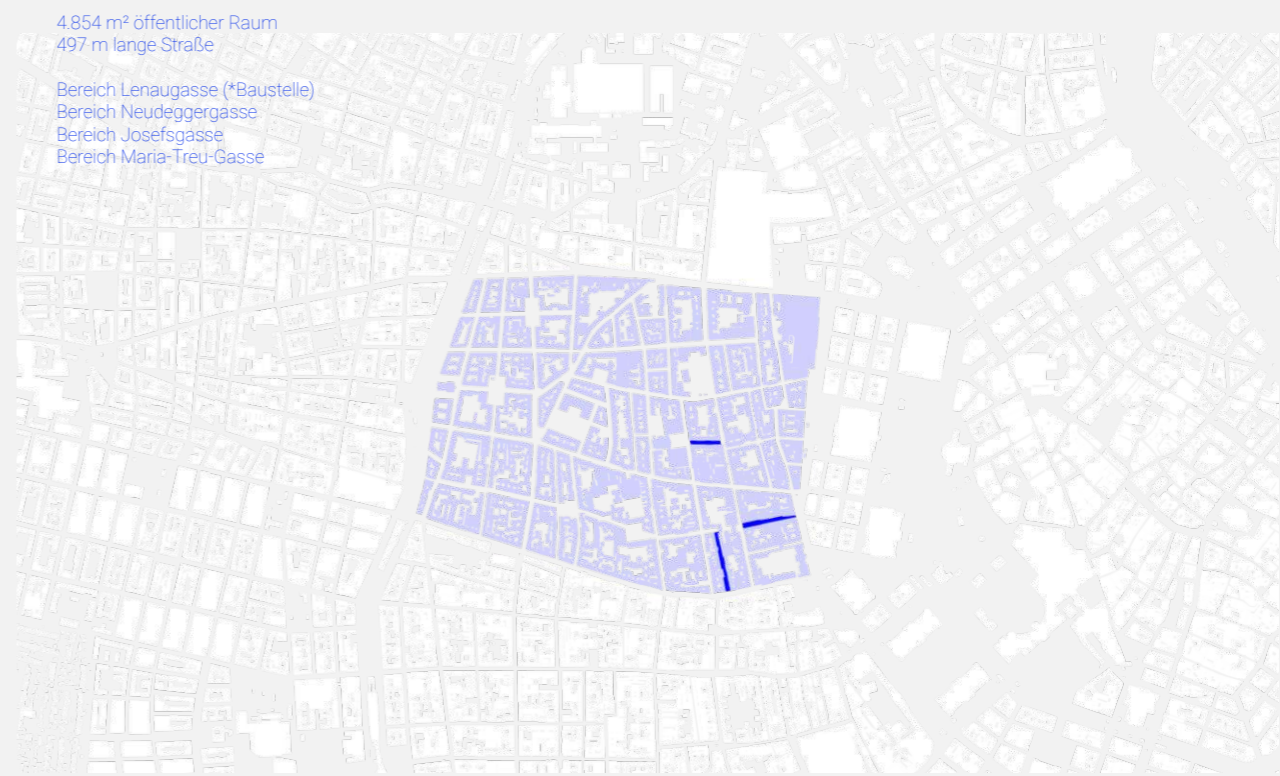 4.854 m² öffentlicher Raum
497 m lange Straße
Bereich Lenaugasse (*Baustelle)
Bereich Neudeggergasse
Bereich Josefsgasse
Bereich Maria-Treu-Gasse